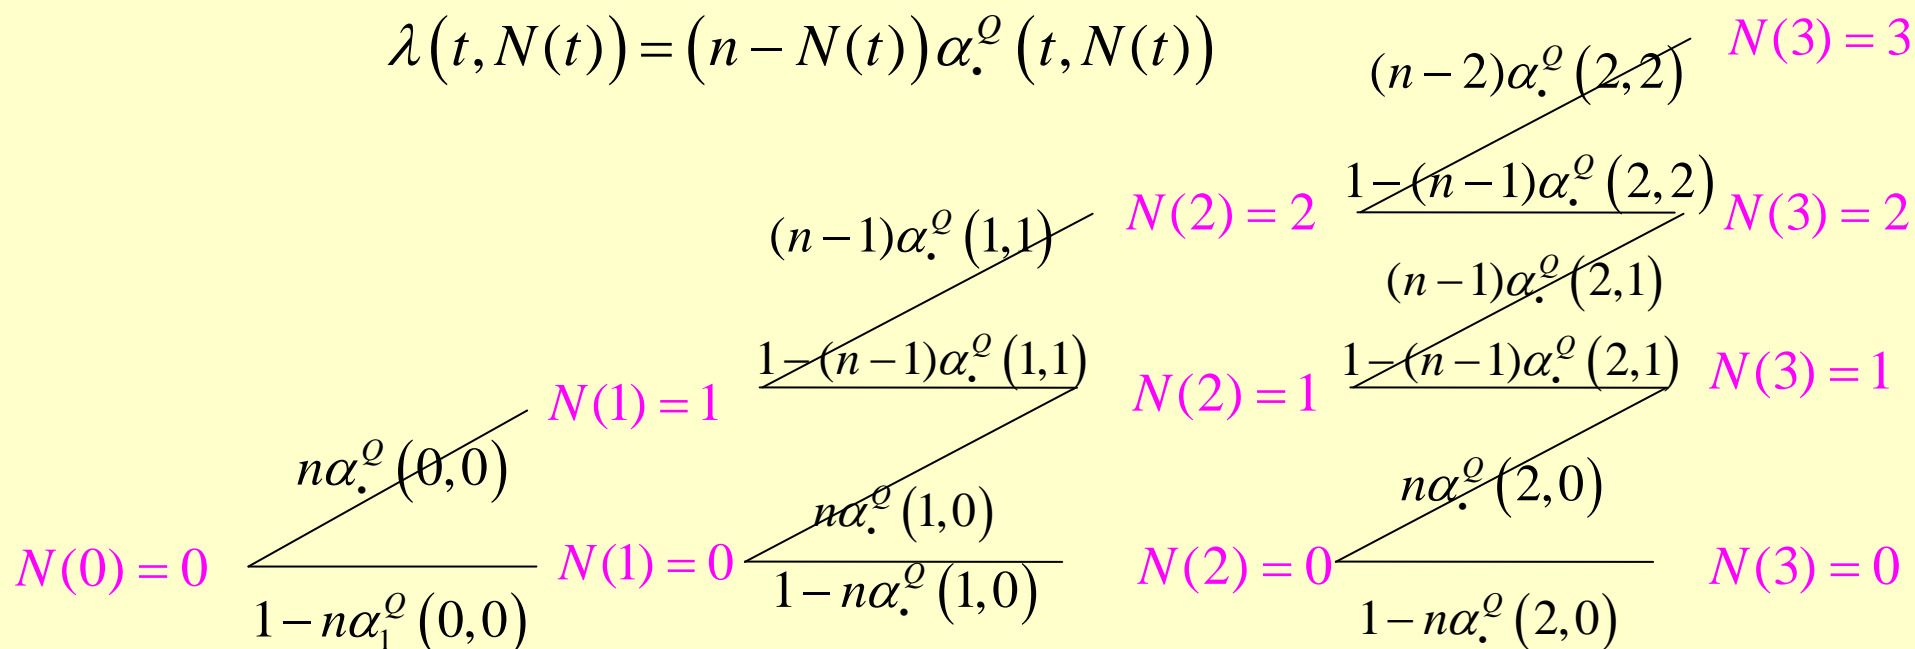 λ(t, N(t)) = (n − N(t))α.^Q (t, N(t))
N(3) = 3
(n − 2)α.^Q (2,2)
1 − (n − 1)α.^Q (2,2)
N(2) = 2
N(3) = 2
(n − 1)α.^Q (1,1)
(n − 1)α.^Q (2,1)
1 − (n − 1)α.^Q (1,1)
1 − (n − 1)α.^Q (2,1)
N(3) = 1
N(1) = 1
N(2) = 1
nα.^Q (0,0)
nα.^Q (1,0)
nα.^Q (2,0)
N(0) = 0
N(1) = 0
N(2) = 0
N(3) = 0
1 − nα₁^Q (0,0)
1 − nα.^Q (1,0)
1 − nα.^Q (2,0)